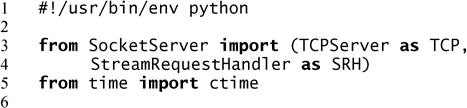 1 #!/usr/bin/env python
2
3 from SocketServer import (TCPServer as TCP,
4 StreamRequestHandler as SRH)
5 from time import ctime
6